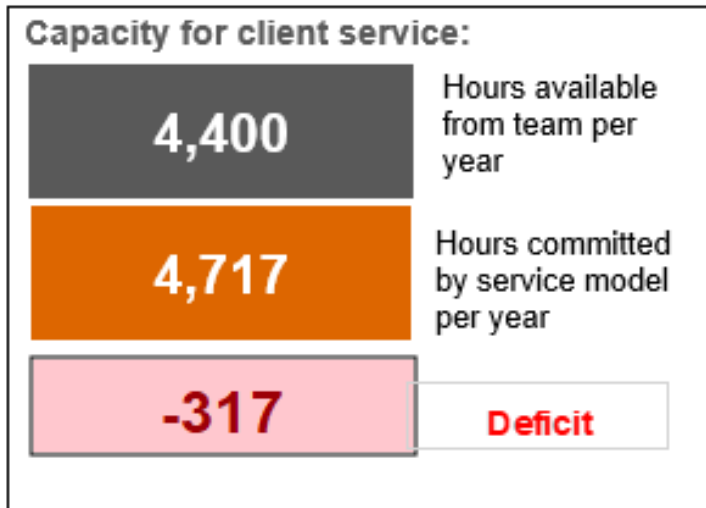 Capacity for client service:
4,400
Hours available
from team per
year
4,717
Hours committed
by service model
per year
-317
Deficit